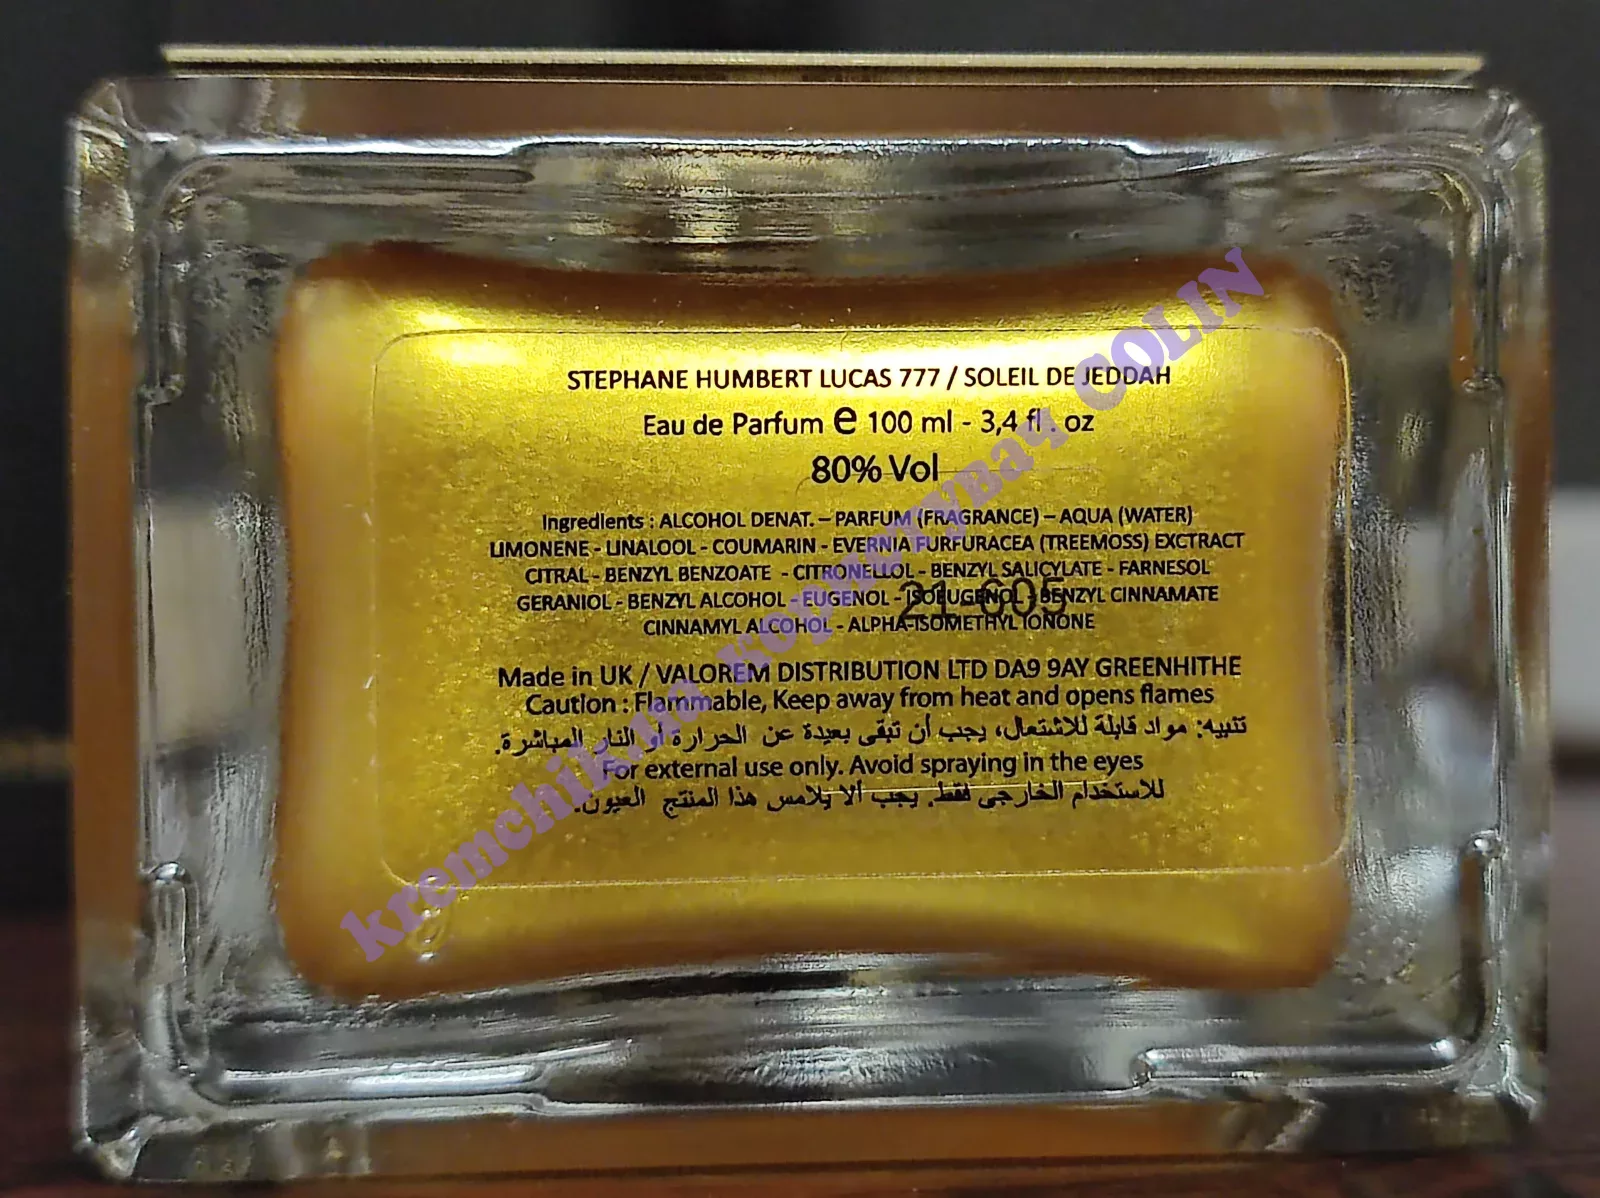 STEPHANE HUMBERT LUCAS 777 / SOLEIL DE JEDDAH
Eau de Parfum e 100 ml - 3,4 fl . oz
80% Vol
Ingredients : ALCOHOL DENAT. – PARFUM (FRAGRANCE) – AQUA (WATER)
LIMONENE - LINALOOL - COUMARIN - EVERNIA FURFURACEA (TREEMOSS) EXCTRACT
CITRAL - BENZYL BENZOATE - CITRONELLOL - BENZYL SALICYLATE - FARNESOL
GERANIOL - BENZYL ALCOHOL - EUGENOL - ISOEUGENOL - BENZYL CINNAMATE
21-605
CINNAMYL ALCOHOL - ALPHA-ISOMETHYL IONONE
Made in UK / VALOREM DISTRIBUTION LTD DA9 9AY GREENHITHE
Caution : Flammable, Keep away from heat and opens flames
تنبيه: مواد قابلة للاشتعال، يجب أن تبقى بعيدة عن الحرارة أو النار المباشرة.
For external use only. Avoid spraying in the eyes
للاستخدام الخارجي فقط. يجب ألا يلامس هذا المنتج العيون.
COLIN